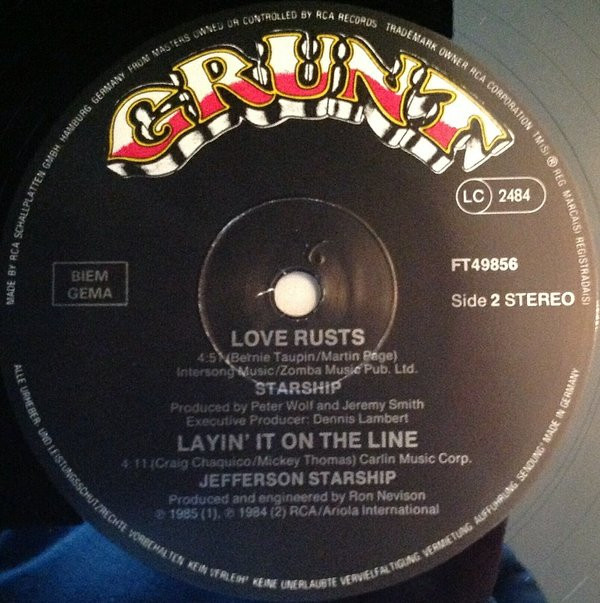 MADE BY RCA SCHALLPLATTEN GMBH HAMBURG GERMANY FROM MASTERS OWNED OR CONTROLLED BY RCA RECORDS / TRADEMARK OWNER RCA CORPORATION TM(S) ® REG. MARCA(S) REGISTRADA(S)
GRUNT
LC 2484
BIEM
GEMA
FT49856
Side 2 STEREO
LOVE RUSTS
4:51 (Bernie Taupin/Martin Page)
Intersong Music/Zomba Music Pub. Ltd.
STARSHIP
Produced by Peter Wolf and Jeremy Smith
Executive Producer: Dennis Lambert
LAYIN' IT ON THE LINE
4:11 (Craig Chaquico/Mickey Thomas) Carlin Music Corp.
JEFFERSON STARSHIP
Produced and engineered by Ron Nevison
℗ 1985 (1), ℗ 1984 (2) RCA/Ariola International
ALLE URHEBER- UND LEISTUNGSSCHUTZRECHTE VORBEHALTEN KEIN VERLEIH! KEINE UNERLAUBTE VERVIELFÄLTIGUNG, VERMIETUNG, AUFFÜHRUNG, SENDUNG! MADE IN GERMANY